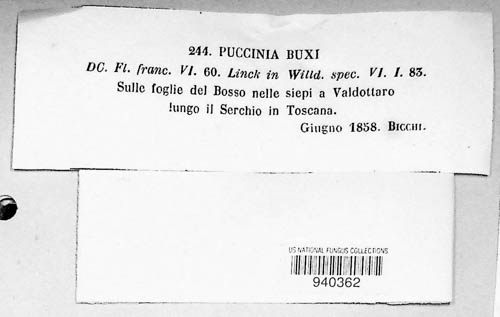 244. PUCCINIA BUXI
DC. Fl. franc. VI. 60. Linck in Willd. spec. VI. I. 83.
Sulle foglie del Bosso nelle siepi a Valdottaro
lungo il Serchio in Toscana.
Giugno 1858. BICCHI.
US NATIONAL FUNGUS COLLECTIONS
940362